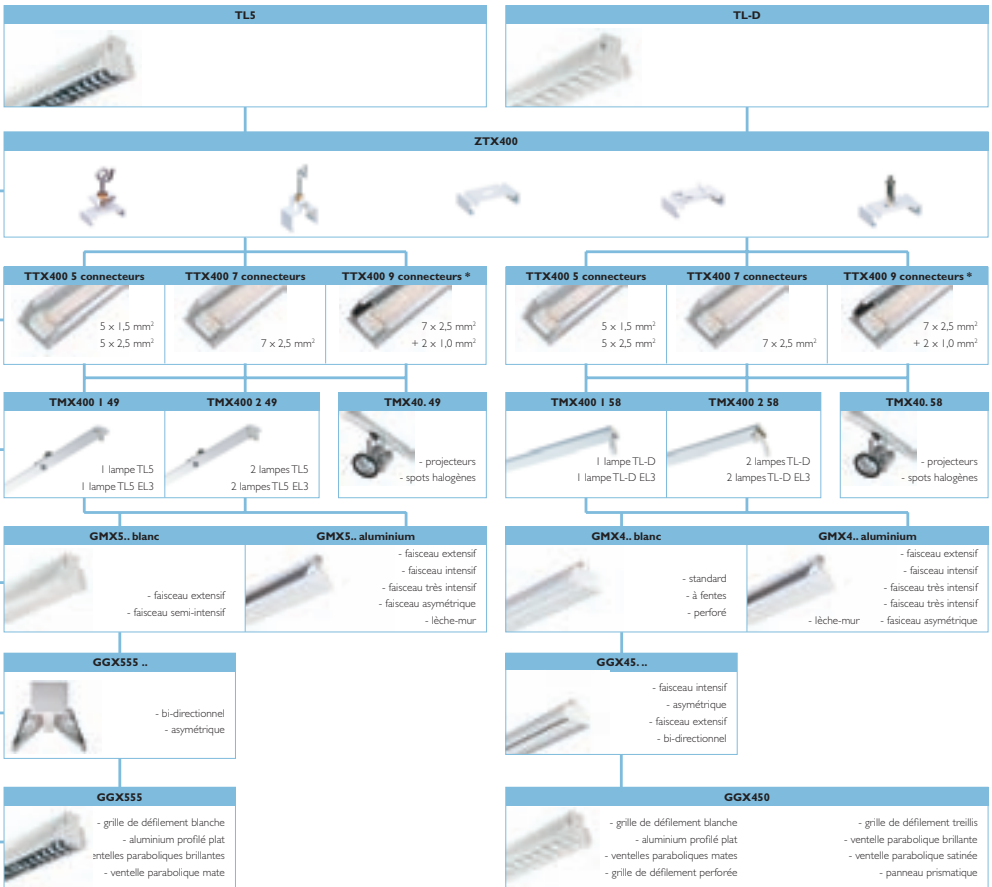 TL5
TL-D
ZTX400
TTX400 5 connecteurs
5 x 1,5 mm²
5 x 2,5 mm²
TTX400 7 connecteurs
7 x 2,5 mm²
TTX400 9 connecteurs *
7 x 2,5 mm²
+ 2 x 1,0 mm²
TTX400 5 connecteurs
5 x 1,5 mm²
5 x 2,5 mm²
TTX400 7 connecteurs
7 x 2,5 mm²
TTX400 9 connecteurs *
7 x 2,5 mm²
+ 2 x 1,0 mm²
TMX400 1 49
1 lampe TL5
1 lampe TL5 EL3
TMX400 2 49
2 lampes TL5
2 lampes TL5 EL3
TMX40. 49
- projecteurs
- spots halogènes
TMX400 1 58
1 lampe TL-D
1 lampe TL-D EL3
TMX400 2 58
2 lampes TL-D
2 lampes TL-D EL3
TMX40. 58
- projecteurs
- spots halogènes
GMX5.. blanc
- faisceau extensif
- faisceau semi-intensif
GMX5.. aluminium
- faisceau extensif
- faisceau intensif
- faisceau très intensif
- faisceau asymétrique
- lèche-mur
GMX4.. blanc
- standard
- à fentes
- perforé
GMX4.. aluminium
- faisceau extensif
- faisceau intensif
- faisceau très intensif
- faisceau très intensif
- lèche-mur - fasiceau asymétrique
GGX555 ..
- bi-directionnel
- asymétrique
GGX45. ..
- faisceau intensif
- asymétrique
- faisceau extensif
- bi-directionnel
GGX555
- grille de défilement blanche
- aluminium profilé plat
entelles paraboliques brillantes
- ventelle parabolique mate
GGX450
- grille de défilement blanche
- aluminium profilé plat
- ventelles paraboliques mates
- grille de défilement perforée
- grille de défilement treillis
- ventelle parabolique brillante
- ventelle parabolique satinée
- panneau prismatique